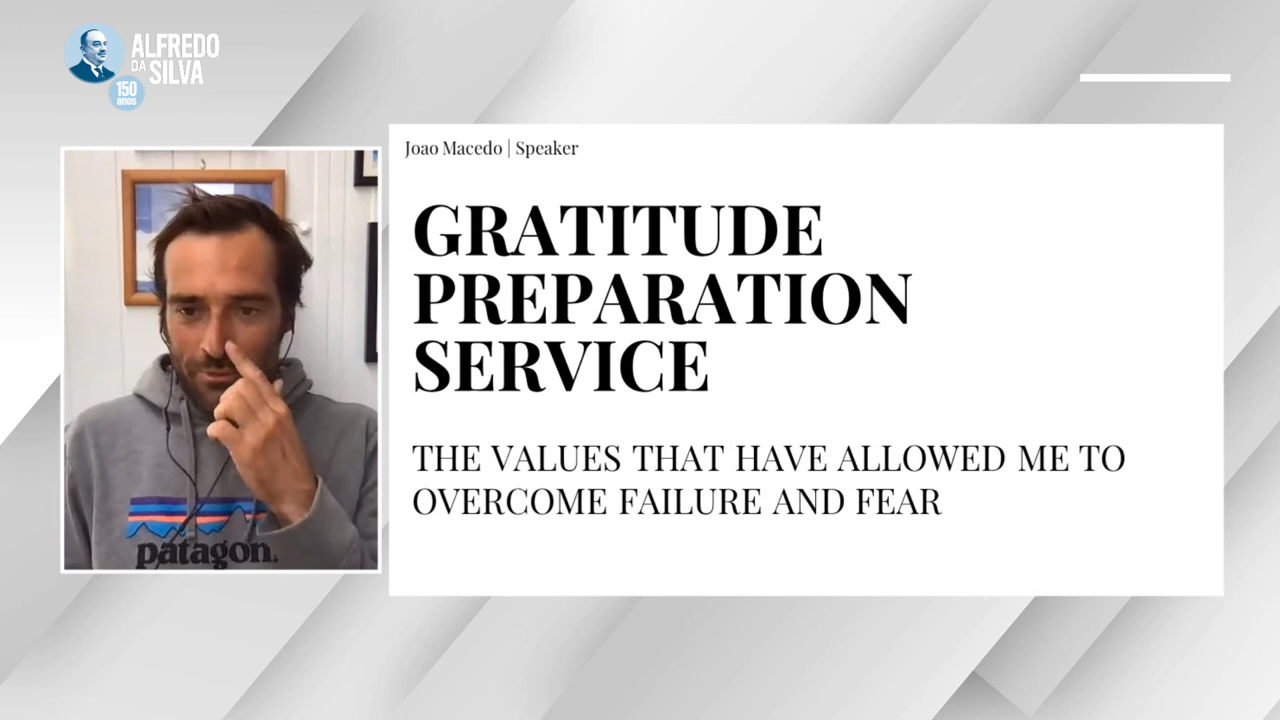 ALFREDO
DA SILVA
150
anos
Joao Macedo | Speaker
GRATITUDE
PREPARATION
SERVICE
THE VALUES THAT HAVE ALLOWED ME TO
OVERCOME FAILURE AND FEAR
patagon